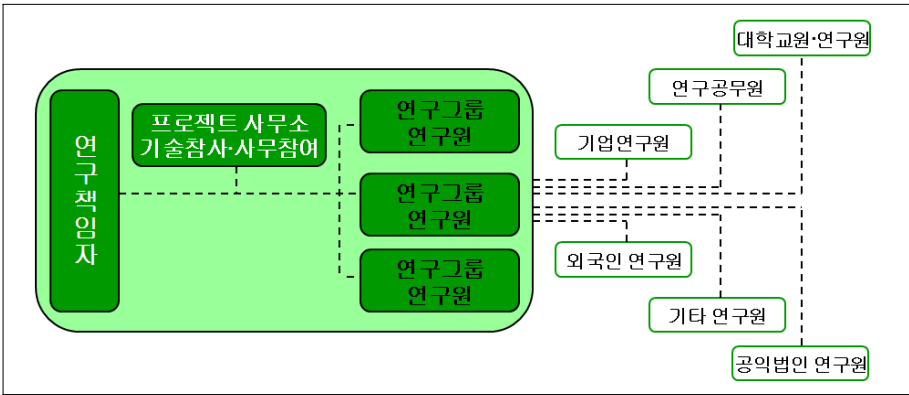 연구책임자
프로젝트 사무소
기술참사·사무참여
연구그룹
연구원
연구그룹
연구원
연구그룹
연구원
대학교원·연구원
연구공무원
기업연구원
외국인 연구원
기타 연구원
공익법인 연구원